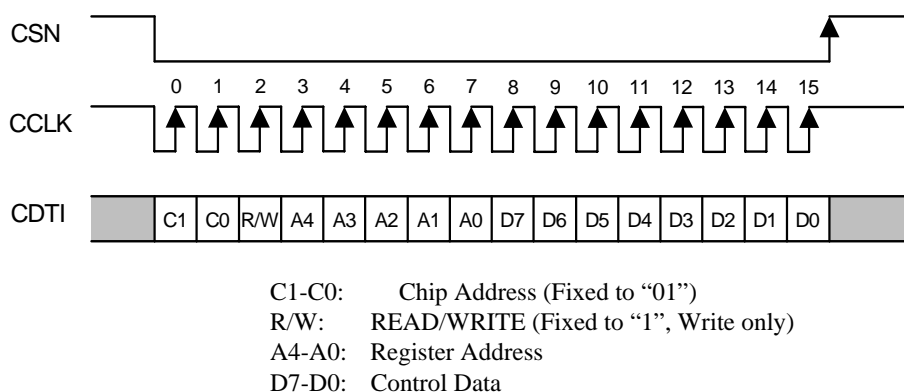 CSN
0 1 2 3 4 5 6 7 8 9 10 11 12 13 14 15
CCLK
CDTI C1 C0 R/W A4 A3 A2 A1 A0 D7 D6 D5 D4 D3 D2 D1 D0
C1-C0: Chip Address (Fixed to “01”)
R/W: READ/WRITE (Fixed to “1”, Write only)
A4-A0: Register Address
D7-D0: Control Data